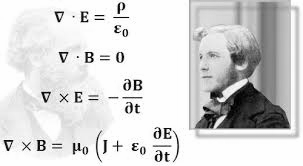 ∇ · E = ρ/ε₀
∇ · B = 0
∇ × E = − ∂B/∂t
∇ × B = μ₀ (J + ε₀ ∂E/∂t)